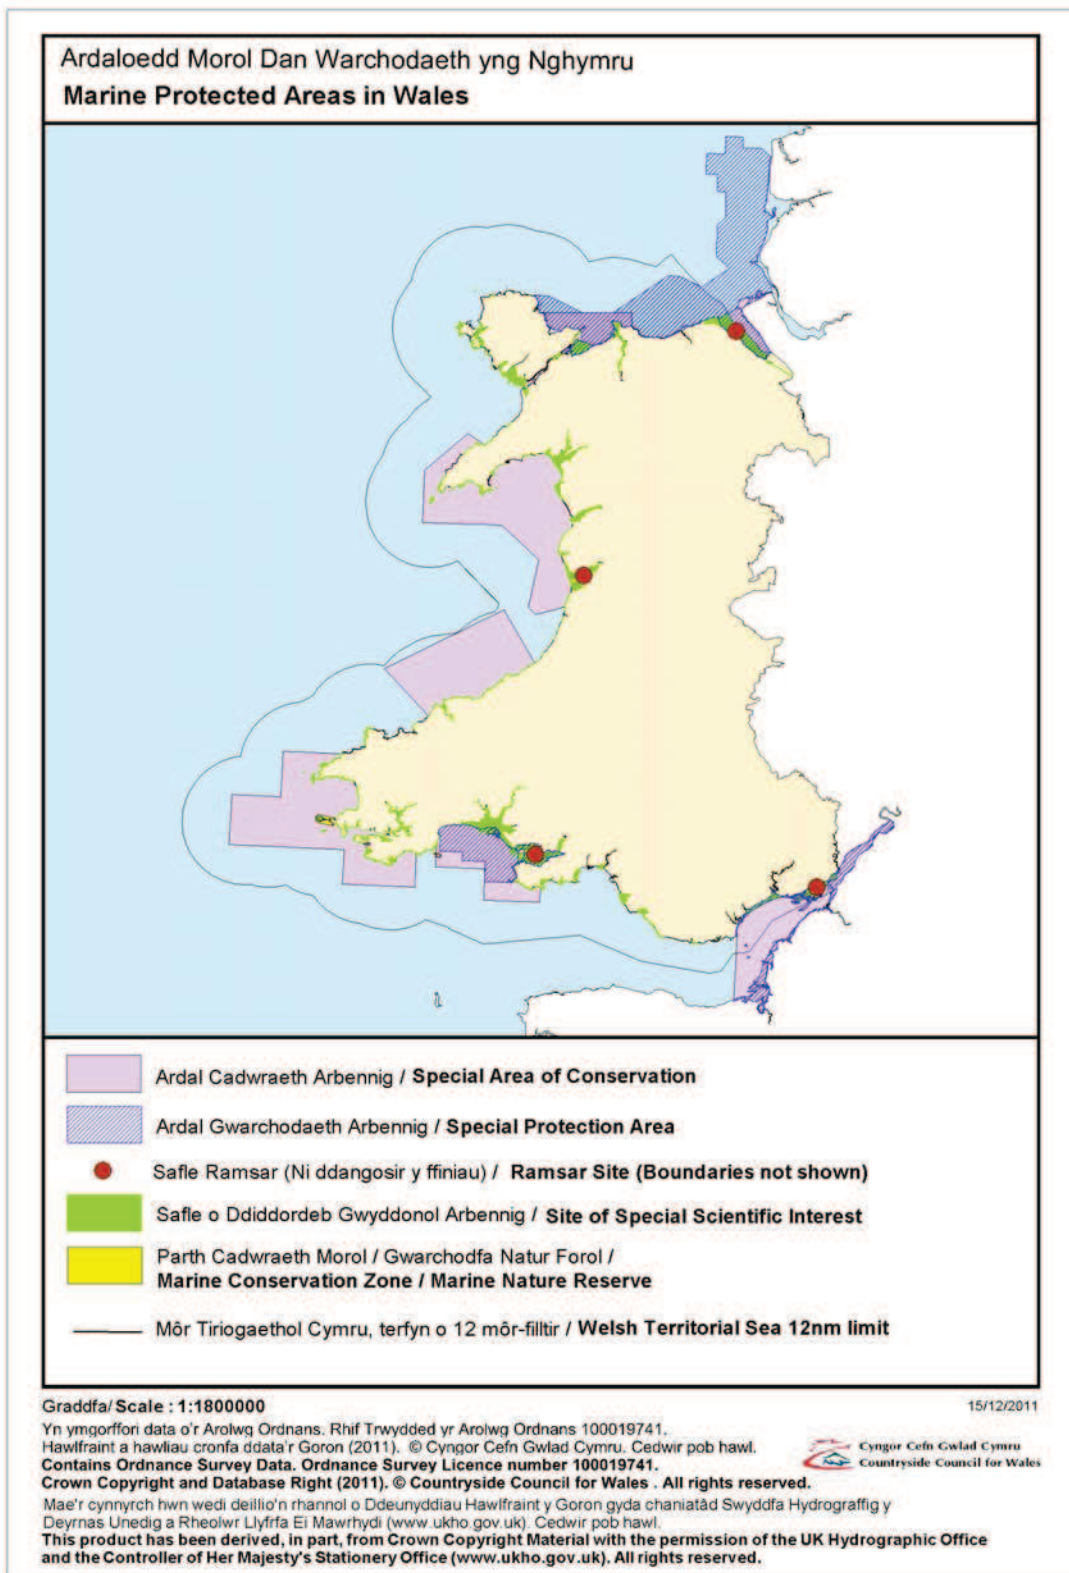 Ardaloedd Morol Dan Warchodaeth yng Nghymru
Marine Protected Areas in Wales
Ardal Cadwraeth Arbennig / Special Area of Conservation
Ardal Gwarchodaeth Arbennig / Special Protection Area
Safle Ramsar (Ni ddangosir y ffiniau) / Ramsar Site (Boundaries not shown)
Safle o Ddiddordeb Gwyddonol Arbennig / Site of Special Scientific Interest
Parth Cadwraeth Morol / Gwarchodfa Natur Forol /
Marine Conservation Zone / Marine Nature Reserve
Môr Tiriogaethol Cymru, terfyn o 12 môr-filltir / Welsh Territorial Sea 12nm limit
Graddfa/ Scale : 1:1800000
15/12/2011
Yn ymgorffori data o'r Arolwg Ordnans. Rhif Trwydded yr Arolwg Ordnans 100019741.
Hawlfraint a hawliau cronfa ddata'r Goron (2011). © Cyngor Cefn Gwlad Cymru. Cedwir pob hawl.
Contains Ordnance Survey Data. Ordnance Survey Licence number 100019741.
Crown Copyright and Database Right (2011). © Countryside Council for Wales . All rights reserved.
Cyngor Cefn Gwlad Cymru
Countryside Council for Wales
Mae'r cynnyrch hwn wedi deillio'n rhannol o Ddeunyddiau Hawlfraint y Goron gyda chaniatâd Swyddfa Hydrograffig y
Deyrnas Unedig a Rheolwr Llyfrfa Ei Mawrhydi (www.ukho.gov.uk). Cedwir pob hawl.
This product has been derived, in part, from Crown Copyright Material with the permission of the UK Hydrographic Office
and the Controller of Her Majesty's Stationery Office (www.ukho.gov.uk). All rights reserved.